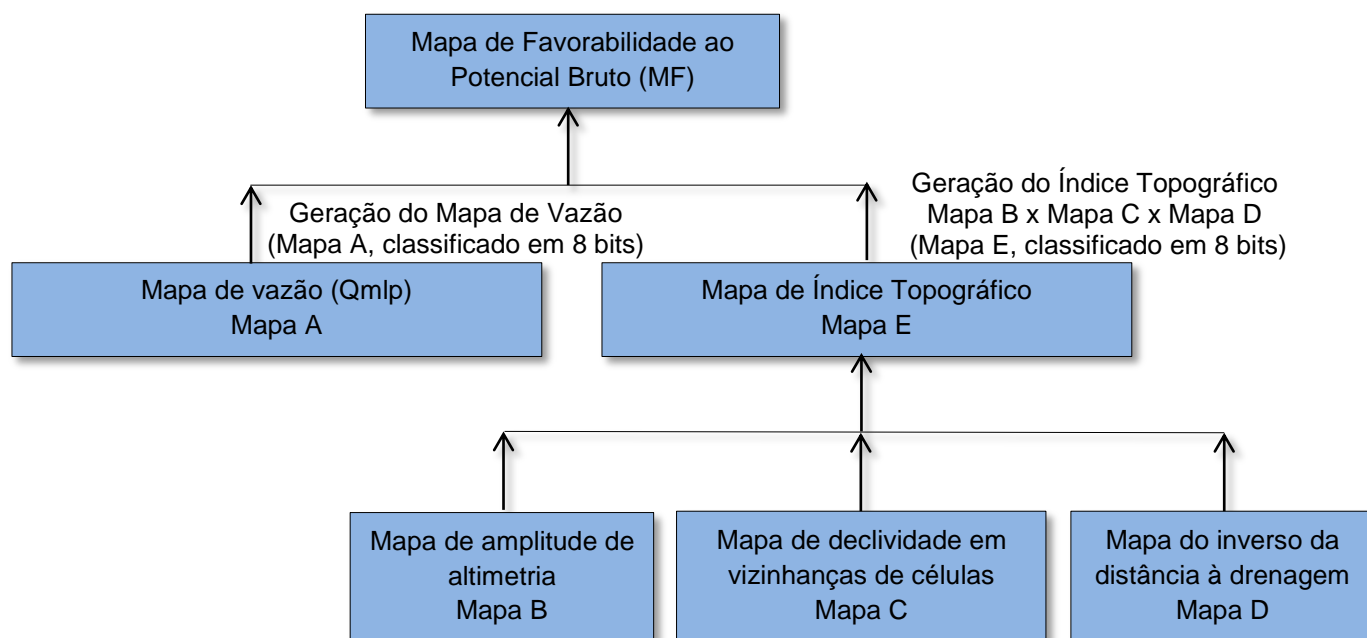 Mapa de Favorabilidade ao
Potencial Bruto (MF)
Geração do Mapa de Vazão
(Mapa A, classificado em 8 bits)
Geração do Índice Topográfico
Mapa B x Mapa C x Mapa D
(Mapa E, classificado em 8 bits)
Mapa de vazão (Qmlp)
Mapa A
Mapa de Índice Topográfico
Mapa E
Mapa de amplitude de
altimetria
Mapa B
Mapa de declividade em
vizinhanças de células
Mapa C
Mapa do inverso da
distância à drenagem
Mapa D